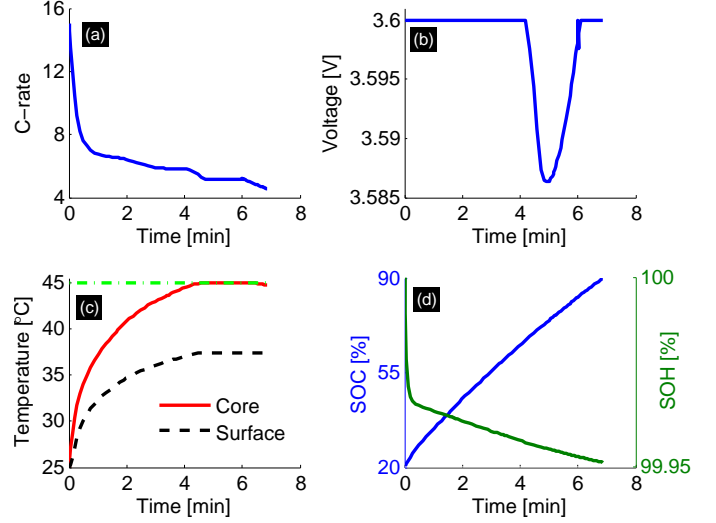 16
12
8
4
C-rate
(a)
0
2
4
6
8
Time [min]
3.6
3.595
3.59
3.585
Voltage [V]
(b)
0
2
4
6
8
Time [min]
45
40
35
30
25
Temperature [°C]
(c)
Core
Surface
0
2
4
6
8
Time [min]
90
55
20
SOC [%]
(d)
100
99.95
SOH [%]
0
2
4
6
8
Time [min]